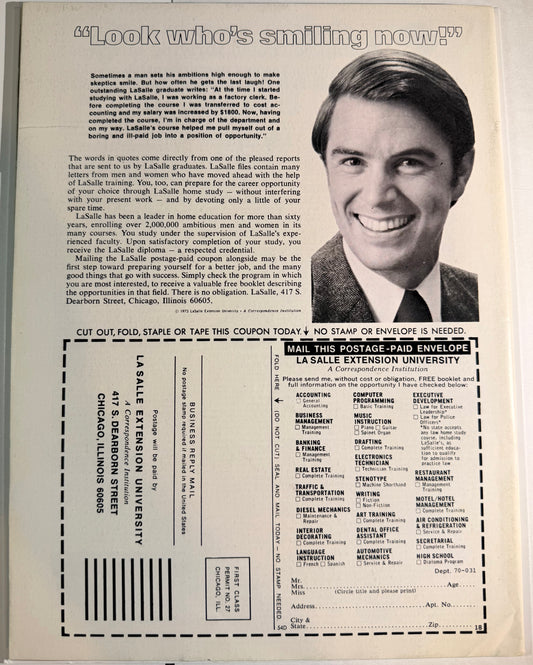 “Look who's smiling now!”
Sometimes a man sets his ambitions high enough to make
skeptics smile. But how often he gets the last laugh! One
outstanding LaSalle graduate writes: "At the time I
started studying with LaSalle, I was working as a factory clerk. Be-
fore completing the course I was transferred to cost ac-
counting and my salary was increased by $1800. Now, having
completed the course, I'm in charge of the department and
on my way. LaSalle's course helped me pull myself out of a
boring and ill-paid job into a position of opportunity."
The words in quotes come directly from one of the pleased reports
that are sent to us by LaSalle graduates. LaSalle files contain many
letters from men and women who have moved ahead with the help
of LaSalle training. You, too, can prepare for the career opportunity
of your choice through LaSalle home study — without interfering
with your present work — and by devoting only a little of your
spare time.
LaSalle has been a leader in home education for more than sixty
years, enrolling over 2,000,000 ambitious men and women in its
many courses. You study under the supervision of LaSalle's expe-
rienced faculty. Upon satisfactory completion of your study, you
receive the LaSalle diploma — a respected credential.
Mailing the LaSalle postage-paid coupon alongside may be the
first step toward preparing yourself for a better job, and the many
good things that go with success. Simply check the program in which
you are most interested, to receive a valuable free booklet describing
the opportunities in that field. There is no obligation. LaSalle, 417 S.
Dearborn Street, Chicago, Illinois 60605.
© 1973 LaSalle Extension University • A Correspondence Institution
CUT OUT, FOLD, STAPLE OR TAPE THIS COUPON TODAY. ↓ NO STAMP OR ENVELOPE IS NEEDED.
BUSINESS REPLY MAIL
No postage stamp required if mailed in the United States
Postage will be paid by
LA SALLE EXTENSION UNIVERSITY
A Correspondence Institution
417 S. DEARBORN STREET
CHICAGO, ILLINOIS 60605
FIRST CLASS
PERMIT NO. 27
CHICAGO, ILL.
FOLD HERE → (DO NOT CUT) SEAL AND MAIL TODAY – NO STAMP NEEDED.
MAIL THIS POSTAGE-PAID ENVELOPE
LA SALLE EXTENSION UNIVERSITY
A Correspondence Institution
Please send me, without cost or obligation, FREE booklet and
full information on the opportunity I have checked below:
ACCOUNTING
☐ General
Accounting
BUSINESS
MANAGEMENT
☐ Management
Training
BANKING
& FINANCE
☐ Management
Training
REAL ESTATE
☐ Complete Training
TRAFFIC &
TRANSPORTATION
☐ Complete Training
DIESEL MECHANICS
☐ Maintenance &
Repair
INTERIOR
DECORATING
☐ Complete Training
LANGUAGE
INSTRUCTION
☐ French ☐ Spanish
COMPUTER
PROGRAMMING
☐ Basic Training
MUSIC
INSTRUCTION
☐ Piano ☐ Guitar
☐ Spinet Organ
DRAFTING
☐ Complete Training
ELECTRONICS
TECHNICIAN
☐ Technician Training
STENOTYPE
☐ Machine Shorthand
WRITING
☐ Fiction
☐ Non-Fiction
ART TRAINING
☐ Complete Training
DENTAL OFFICE
ASSISTANT
☐ Complete Training
AUTOMOTIVE
MECHANICS
☐ Service & Repair
EXECUTIVE
DEVELOPMENT
☐ Law for Executive
Leadership*
☐ Law for Police
Officers*
*No state accepts
any law home study
course, including
LaSalle's, as
sufficient educa-
tion to qualify
for admission to
practice law
RESTAURANT
MANAGEMENT
☐ Management
Training
MOTEL/HOTEL
MANAGEMENT
☐ Complete Training
AIR CONDITIONING
& REFRIGERATION
☐ Service & Repair
SECRETARIAL
☐ Complete Training
HIGH SCHOOL
☐ Diploma Program
Dept. 70-031
Mr.
Mrs. Age
Miss (Circle title and please print)
Address Apt. No.
City &
State Zip
540 18